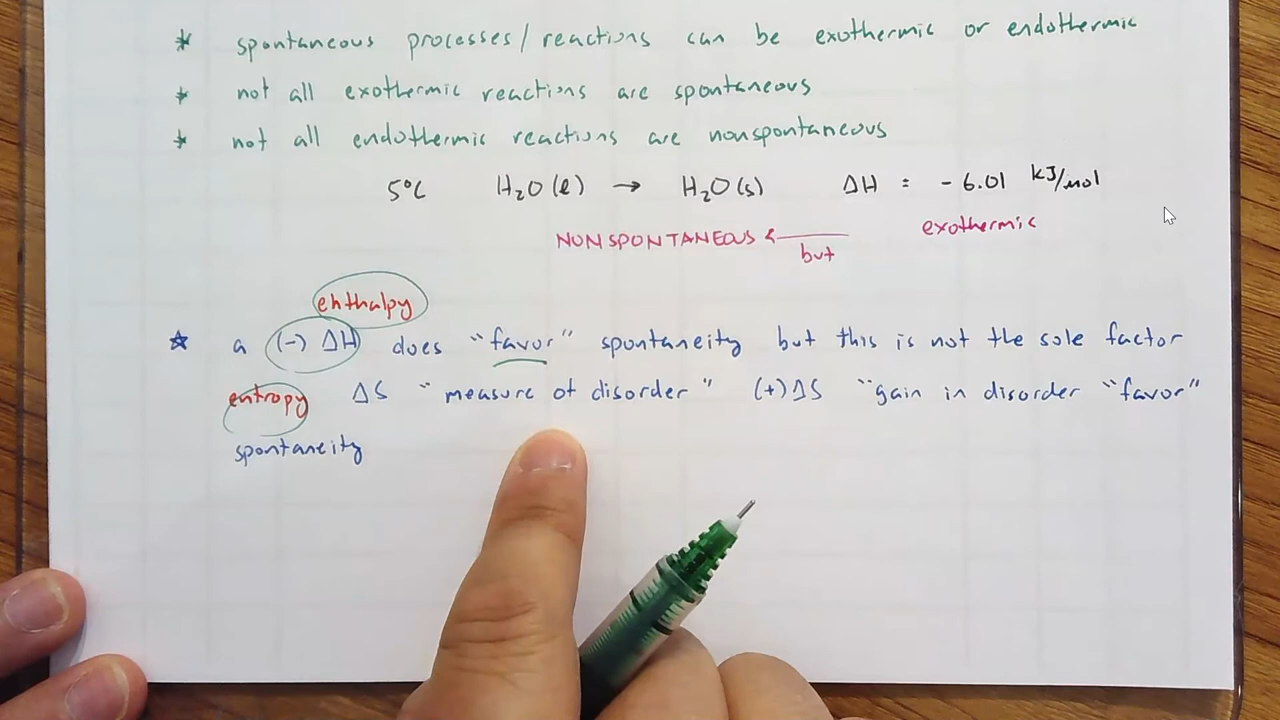 * spontaneous processes/reactions can be exothermic or endothermic
* not all exothermic reactions are spontaneous
* not all endothermic reactions are nonspontaneous
5°C H₂O(l) → H₂O(s) ΔH = -6.01 kJ/mol
NONSPONTANEOUS ← but exothermic
enthalpy
☆ a (-) ΔH does "favor" spontaneity but this is not the sole factor
entropy ΔS "measure of disorder" (+)ΔS "gain in disorder "favor"
spontaneity